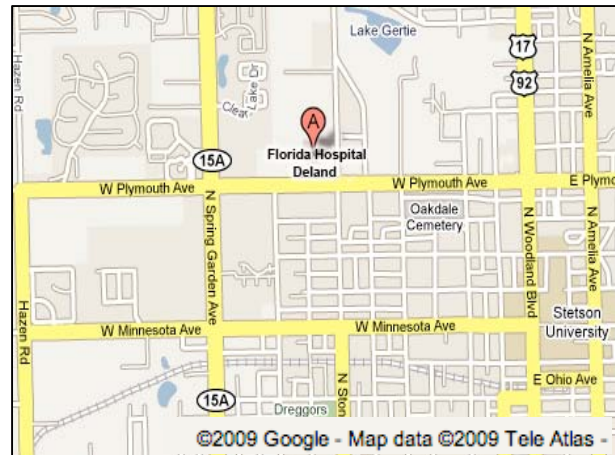 Lake Gertie
Hazen Rd
Clear
Lake Dr
17
92
N Amelia Ave
A
Florida Hospital
Deland
15A
W Plymouth Ave
W Plymouth Ave
E Plymo
N Spring Garden Ave
Oakdale
Cemetery
N Woodland Blvd
N Amelia Ave
Hazen Rd
W Minnesota Ave
W Minnesota Ave
Stetson
University
N Ston
E Ohio Ave
15A
Dreggors
©2009 Google - Map data ©2009 Tele Atlas -